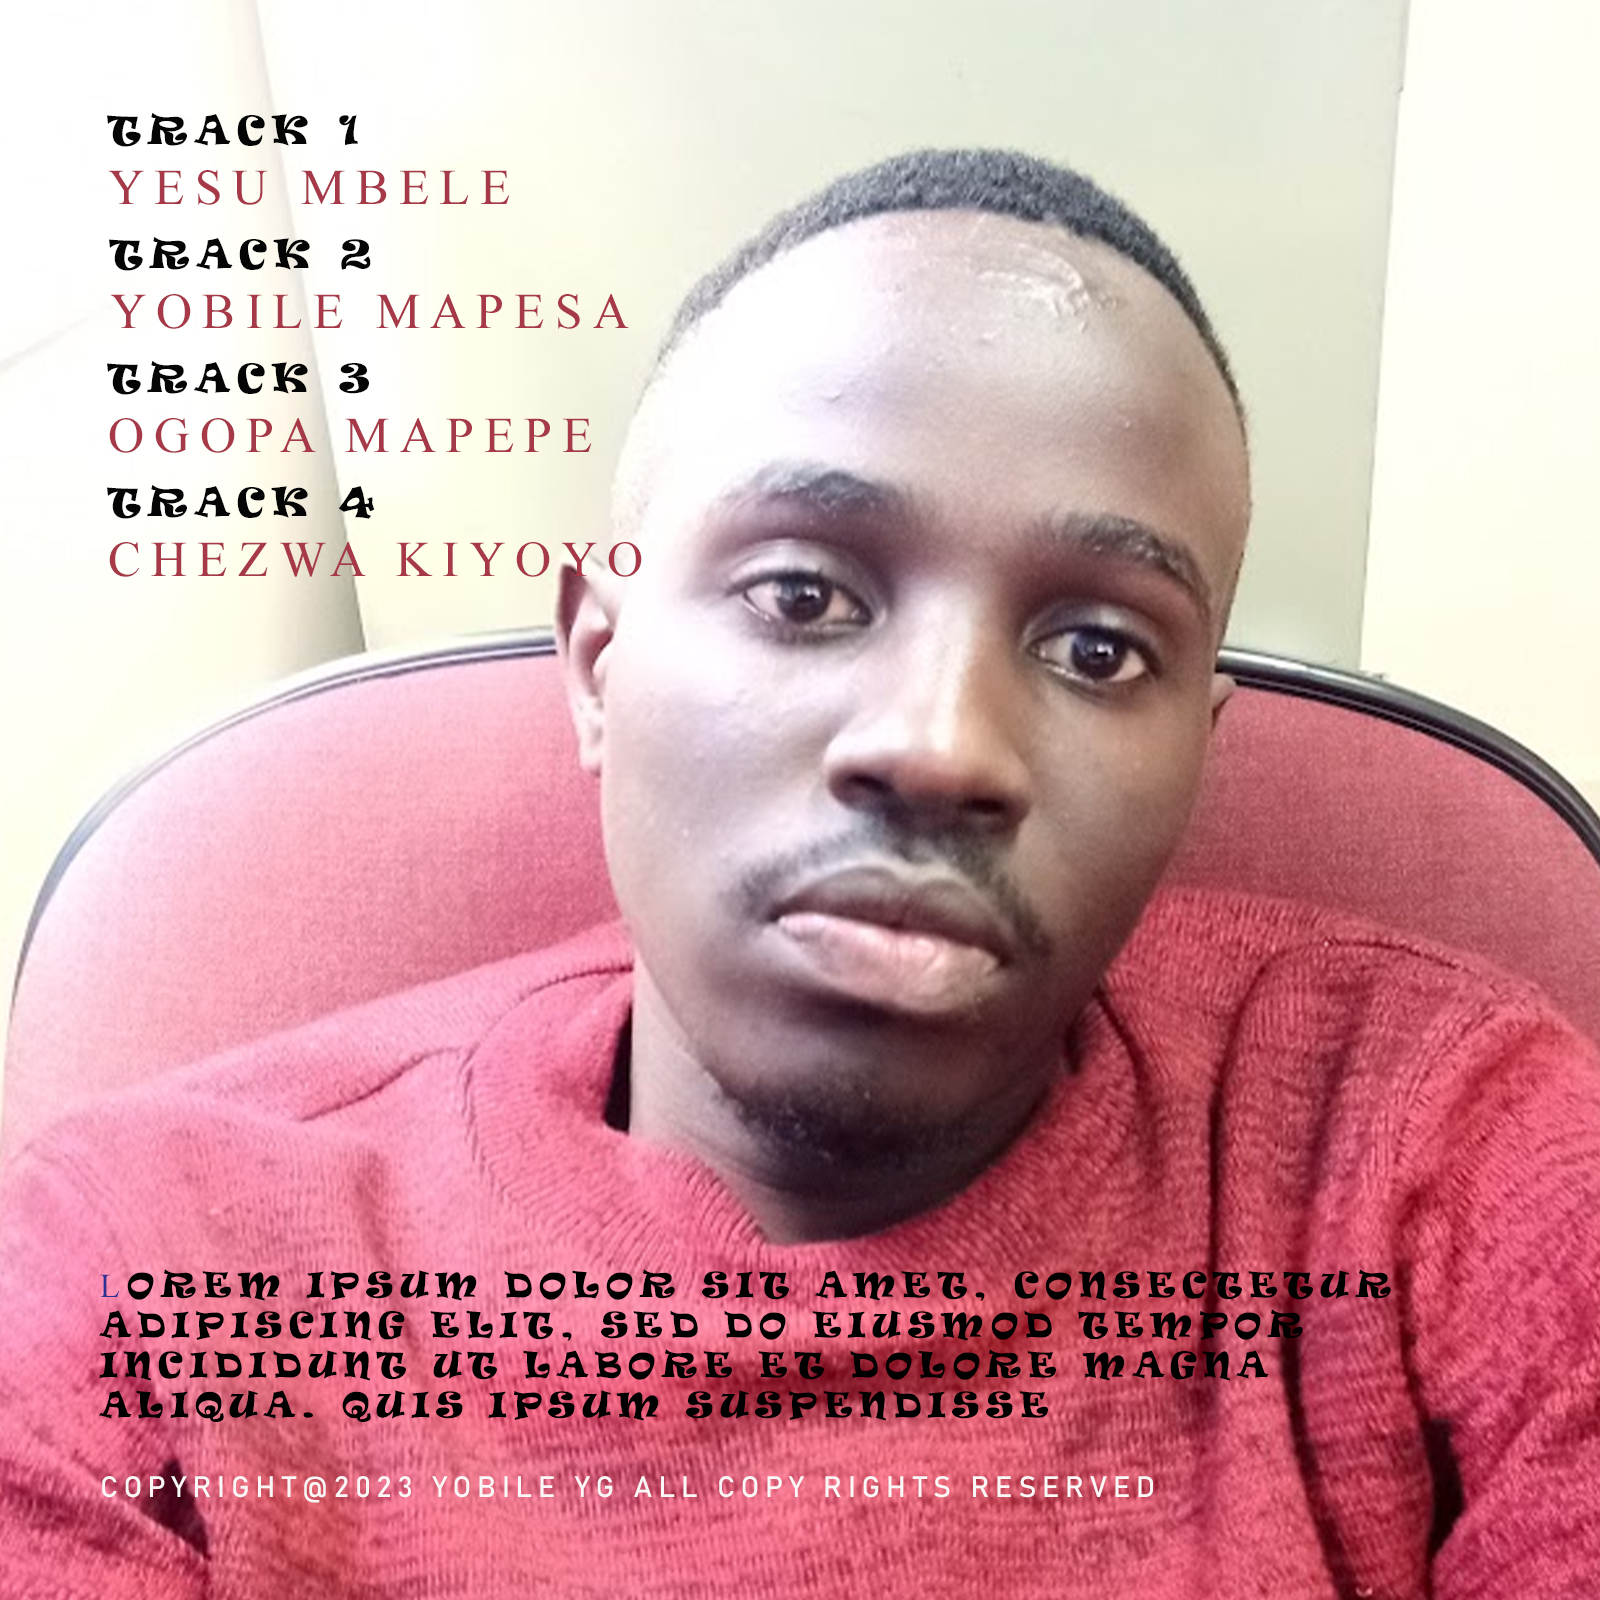 TRACK 1
YESU MBELE
TRACK 2
YOBILE MAPESA
TRACK 3
OGOPA MAPEPE
TRACK 4
CHEZWA KIYOYO
LOREM IPSUM DOLOR SIT AMET, CONSECTETUR
ADIPISCING ELIT, SED DO EIUSMOD TEMPOR
INCIDIDUNT UT LABORE ET DOLORE MAGNA
ALIQUA. QUIS IPSUM SUSPENDISSE
COPYRIGHT@2023 YOBILE YG ALL COPY RIGHTS RESERVED